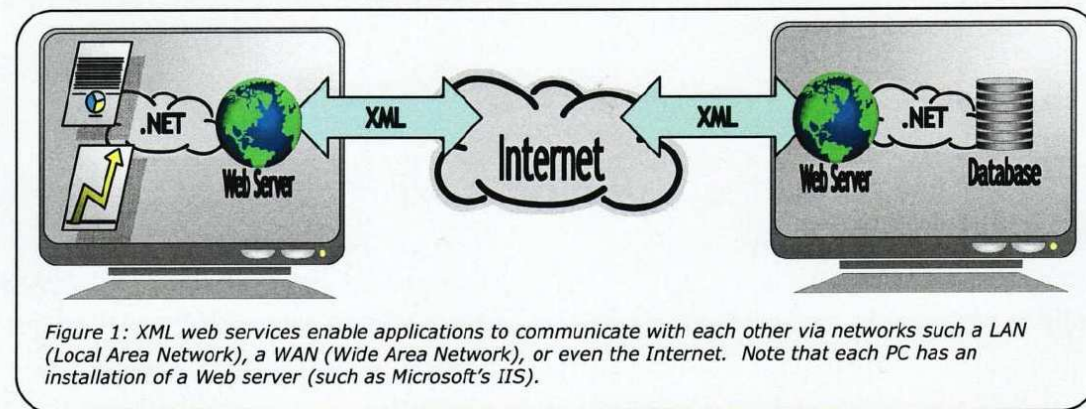 .NET
Web Server
XML
Internet
XML
Web Server
.NET
Database
Figure 1: XML web services enable applications to communicate with each other via networks such a LAN
(Local Area Network), a WAN (Wide Area Network), or even the Internet.  Note that each PC has an
installation of a Web server (such as Microsoft's IIS).